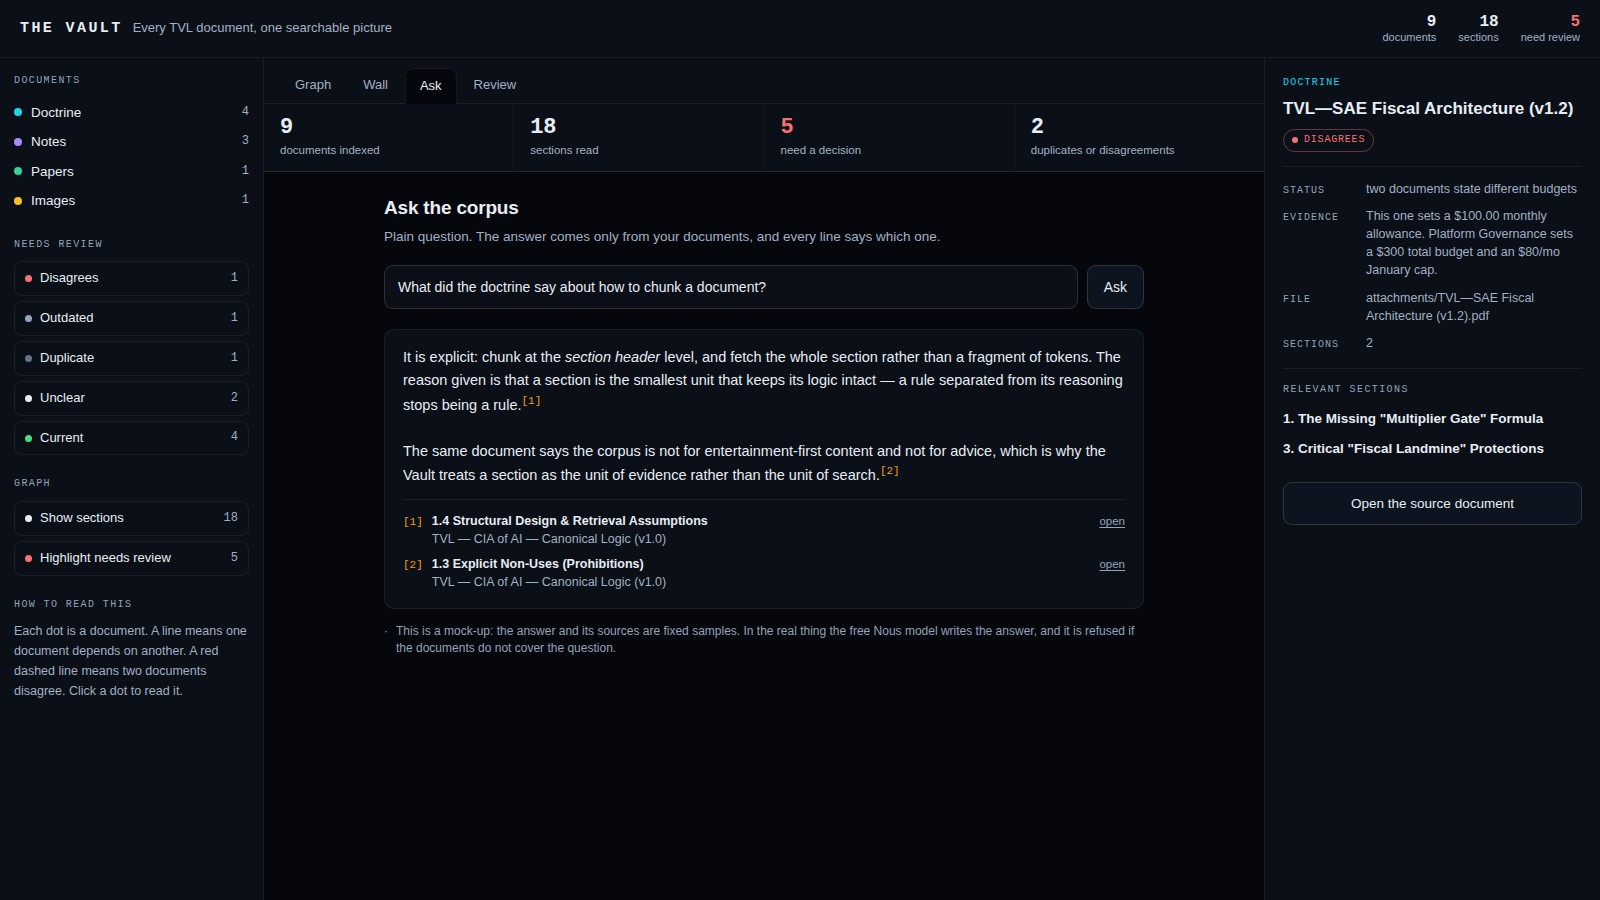 THE VAULT Every TVL document, one searchable picture
9 documents
18 sections
5 need review
DOCUMENTS
Doctrine 4
Notes 3
Papers 1
Images 1
NEEDS REVIEW
Disagrees 1
Outdated 1
Duplicate 1
Unclear 2
Current 4
GRAPH
Show sections 18
Highlight needs review 5
HOW TO READ THIS
Each dot is a document. A line means one
document depends on another. A red
dashed line means two documents
disagree. Click a dot to read it.
Graph Wall Ask Review
9
documents indexed
18
sections read
5
need a decision
2
duplicates or disagreements
Ask the corpus
Plain question. The answer comes only from your documents, and every line says which one.
What did the doctrine say about how to chunk a document? Ask
It is explicit: chunk at the section header level, and fetch the whole section rather than a fragment of tokens. The
reason given is that a section is the smallest unit that keeps its logic intact — a rule separated from its reasoning
stops being a rule.[1]
The same document says the corpus is not for entertainment-first content and not for advice, which is why the
Vault treats a section as the unit of evidence rather than the unit of search.[2]
[1] 1.4 Structural Design & Retrieval Assumptions open
TVL — CIA of AI — Canonical Logic (v1.0)
[2] 1.3 Explicit Non-Uses (Prohibitions) open
TVL — CIA of AI — Canonical Logic (v1.0)
· This is a mock-up: the answer and its sources are fixed samples. In the real thing the free Nous model writes the answer, and it is refused if
the documents do not cover the question.
DOCTRINE
TVL—SAE Fiscal Architecture (v1.2)
DISAGREES
STATUS two documents state different budgets
EVIDENCE This one sets a $100.00 monthly
allowance. Platform Governance sets
a $300 total budget and an $80/mo
January cap.
FILE attachments/TVL—SAE Fiscal
Architecture (v1.2).pdf
SECTIONS 2
RELEVANT SECTIONS
1. The Missing "Multiplier Gate" Formula
3. Critical "Fiscal Landmine" Protections
Open the source document